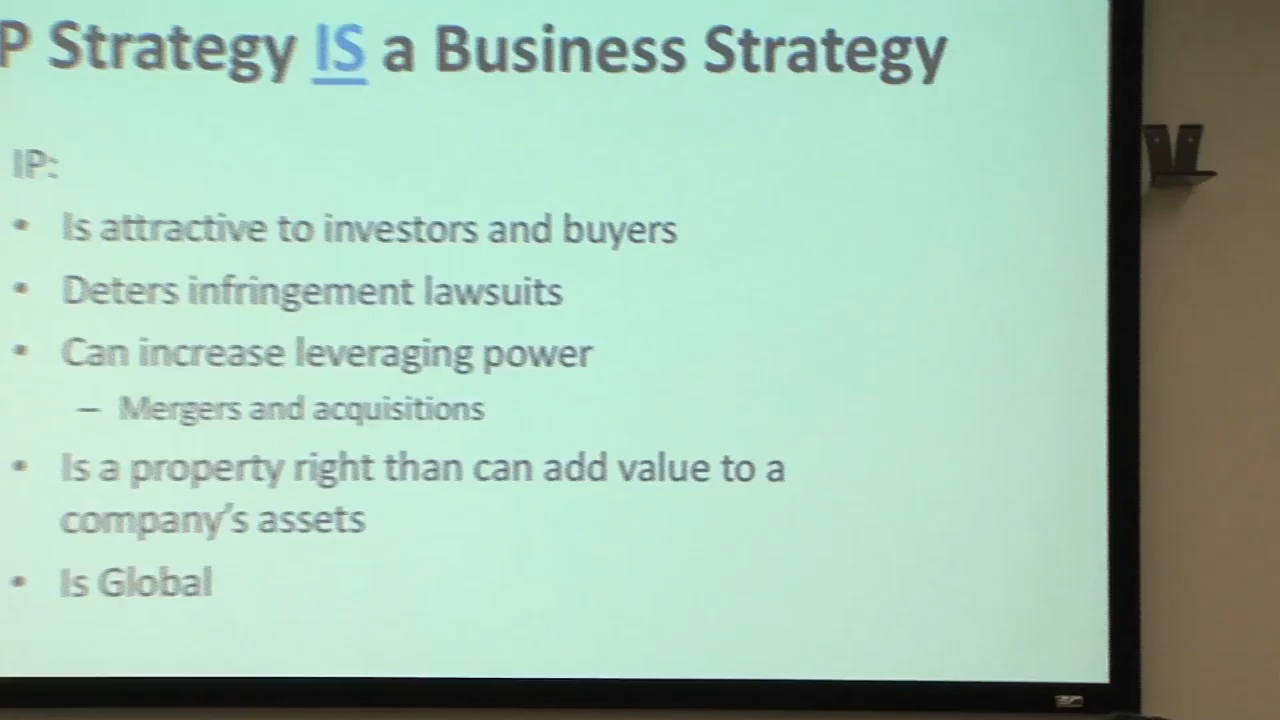 P Strategy IS a Business Strategy
IP:
• Is attractive to investors and buyers
• Deters infringement lawsuits
• Can increase leveraging power
– Mergers and acquisitions
• Is a property right than can add value to a
company's assets
• Is Global